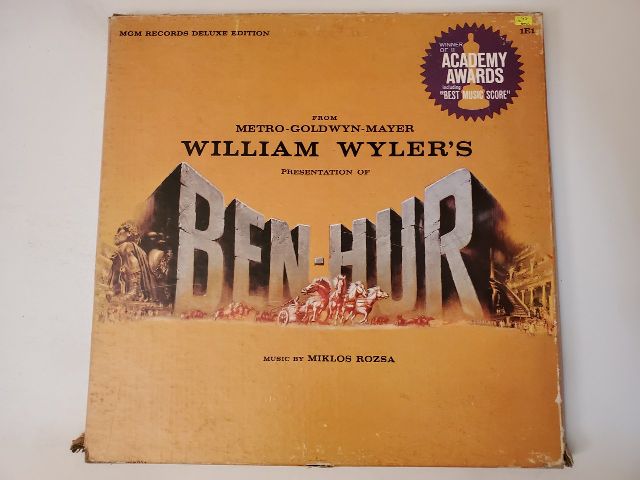 MGM RECORDS DELUXE EDITION
1E1
WINNER
OF 11
ACADEMY
AWARDS
including
"BEST MUSIC SCORE"
FROM
METRO-GOLDWYN-MAYER
WILLIAM WYLER'S
PRESENTATION OF
BEN-HUR
MUSIC BY MIKLOS ROZSA